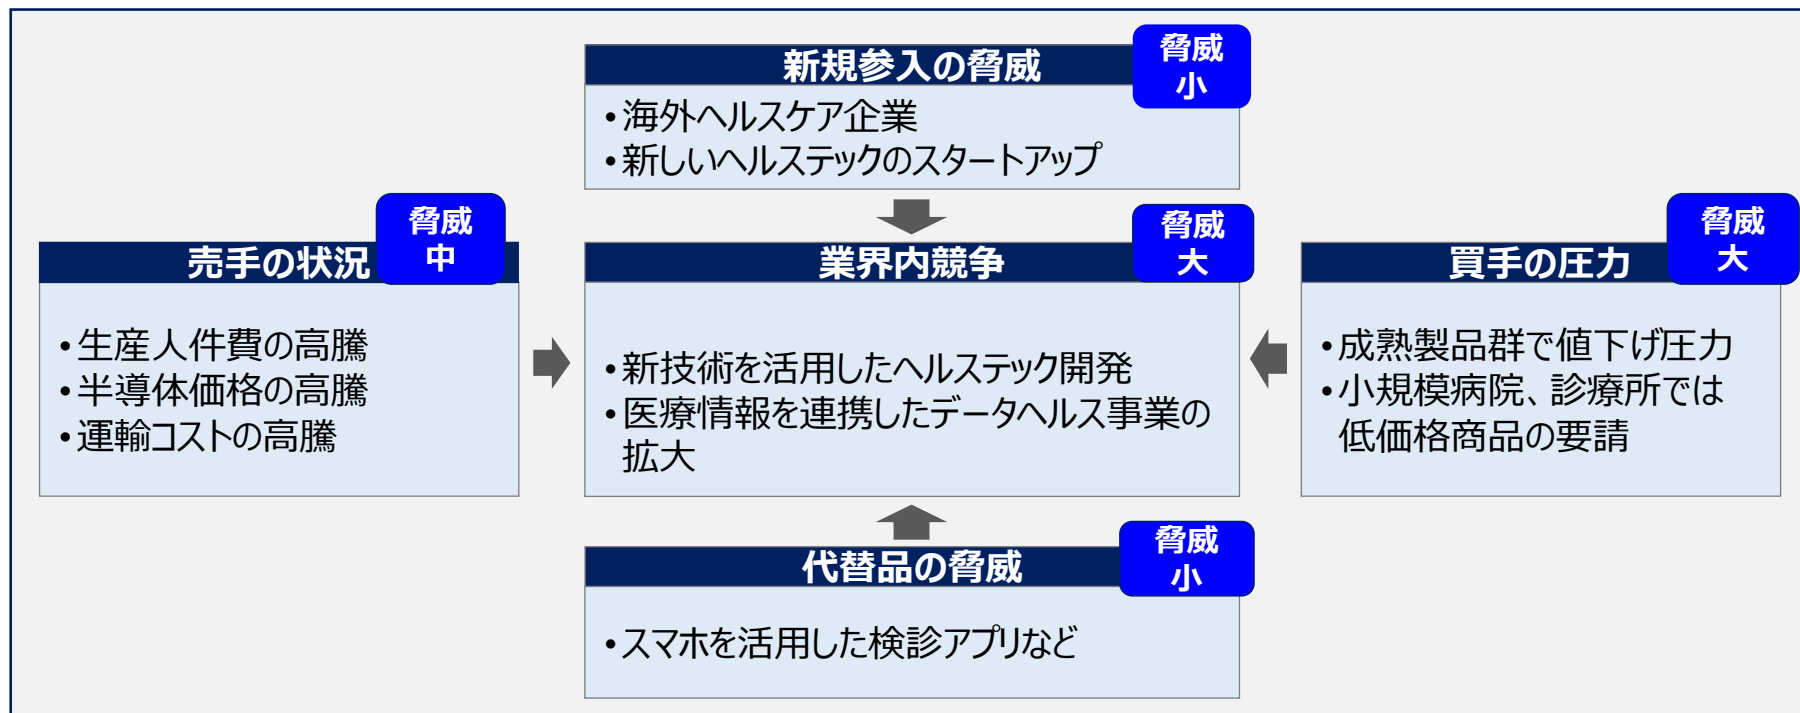 新規参入の脅威
脅威
小
•海外ヘルスケア企業
•新しいヘルステックのスタートアップ
売手の状況
脅威
中
•生産人件費の高騰
•半導体価格の高騰
•運輸コストの高騰
業界内競争
脅威
大
•新技術を活用したヘルステック開発
•医療情報を連携したデータヘルス事業の
拡大
買手の圧力
脅威
大
•成熟製品群で値下げ圧力
•小規模病院、診療所では
低価格商品の要請
代替品の脅威
脅威
小
•スマホを活用した検診アプリなど